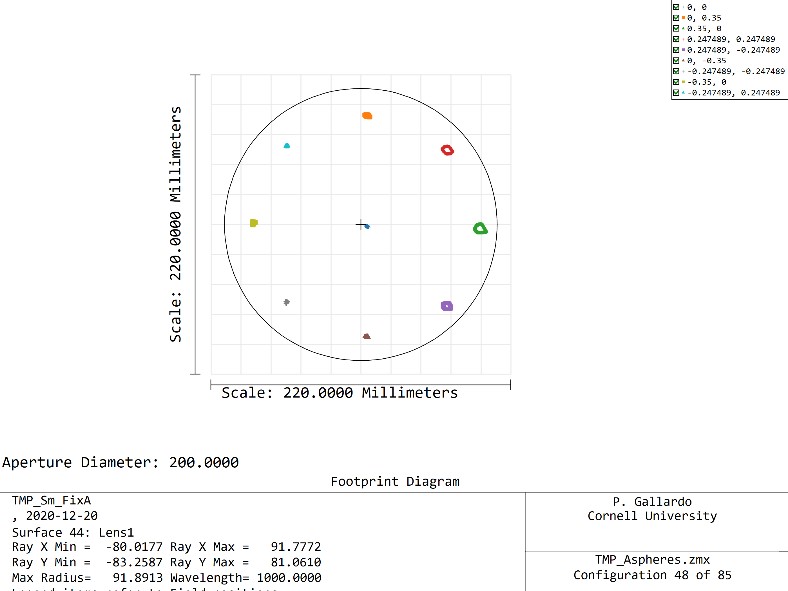 0, 0
0, 0.35
0.35, 0
0.247489, 0.247489
0.247489, -0.247489
0, -0.35
-0.247489, -0.247489
-0.35, 0
-0.247489, 0.247489
Scale: 220.0000 Millimeters
Scale: 220.0000 Millimeters
Aperture Diameter: 200.0000
Footprint Diagram
TMP_Sm_FixA
, 2020-12-20
Surface 44: Lens1
Ray X Min = -80.0177 Ray X Max = 91.7772
Ray Y Min = -83.2587 Ray Y Max = 81.0610
Max Radius= 91.8913 Wavelength= 1000.0000
P. Gallardo
Cornell University
TMP_Aspheres.zmx
Configuration 48 of 85